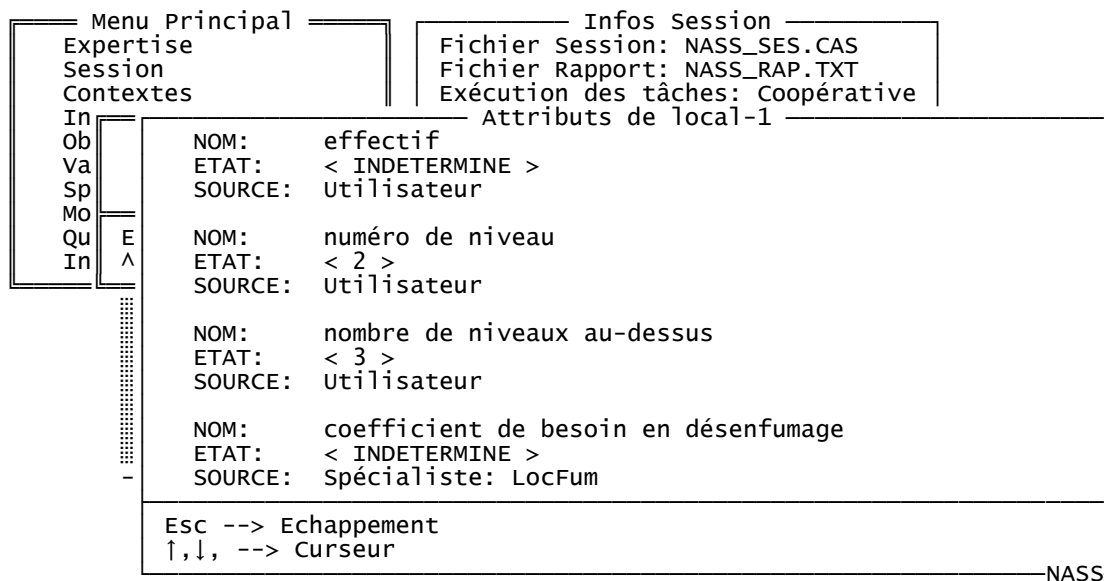 Menu Principal
Infos Session
Expertise
Fichier Session: NASS_SES.CAS
Session
Fichier Rapport: NASS_RAP.TXT
Contextes
Exécution des tâches: Coopérative
In
Attributs de local-1
Ob
NOM: effectif
Va
ETAT: < INDETERMINE >
Sp
SOURCE: Utilisateur
Mo
Qu E
NOM: numéro de niveau
In ^
ETAT: < 2 >
SOURCE: Utilisateur
NOM: nombre de niveaux au-dessus
ETAT: < 3 >
SOURCE: Utilisateur
NOM: coefficient de besoin en désenfumage
ETAT: < INDETERMINE >
- SOURCE: Spécialiste: LocFum
Esc --> Echappement
↑,↓, --> Curseur
NASS